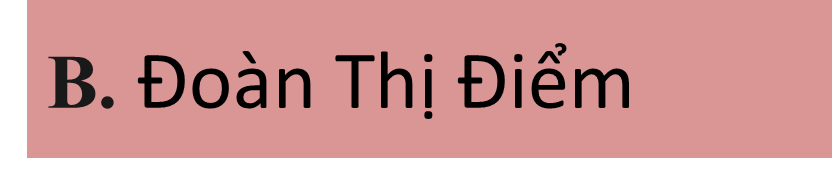 B. Đoàn Thị Điểm